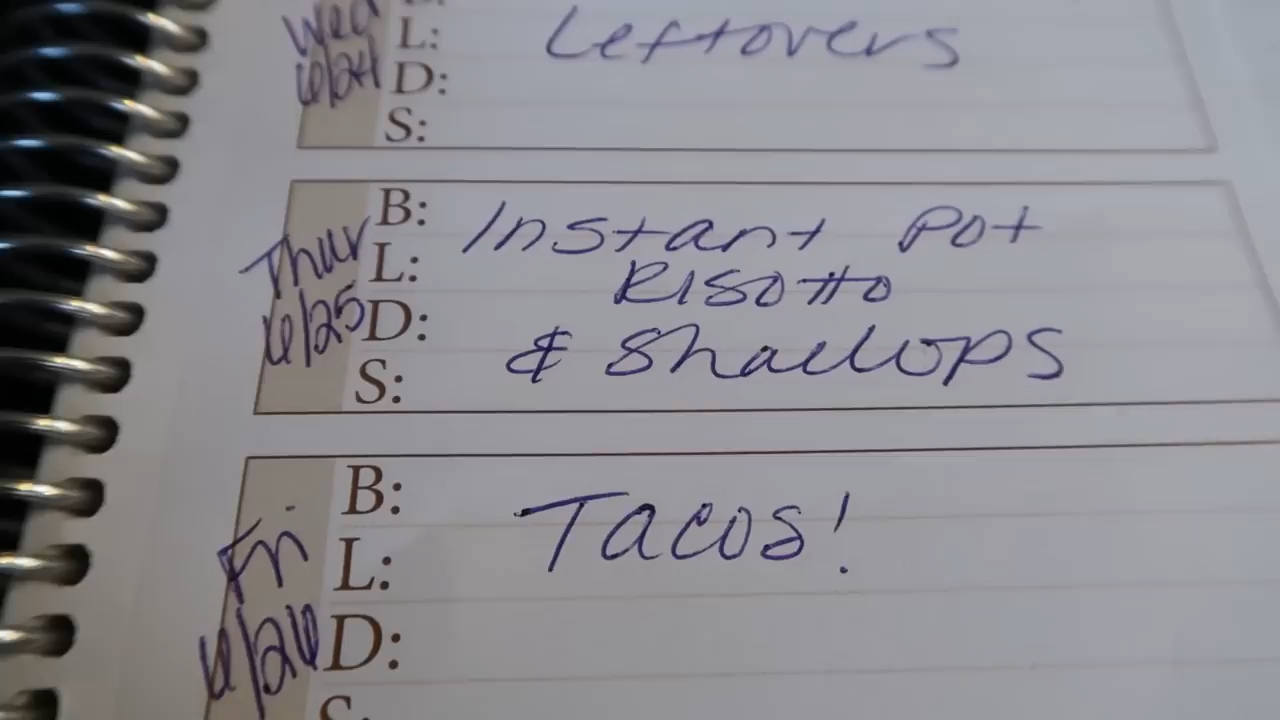 Wed
6/24
L: Leftovers
D:
S:
Thur
6/25
B: Instant Pot
L: Risotto
D: & Shallops
S:
Fri
6/26
B:
L: Tacos!
D:
S: